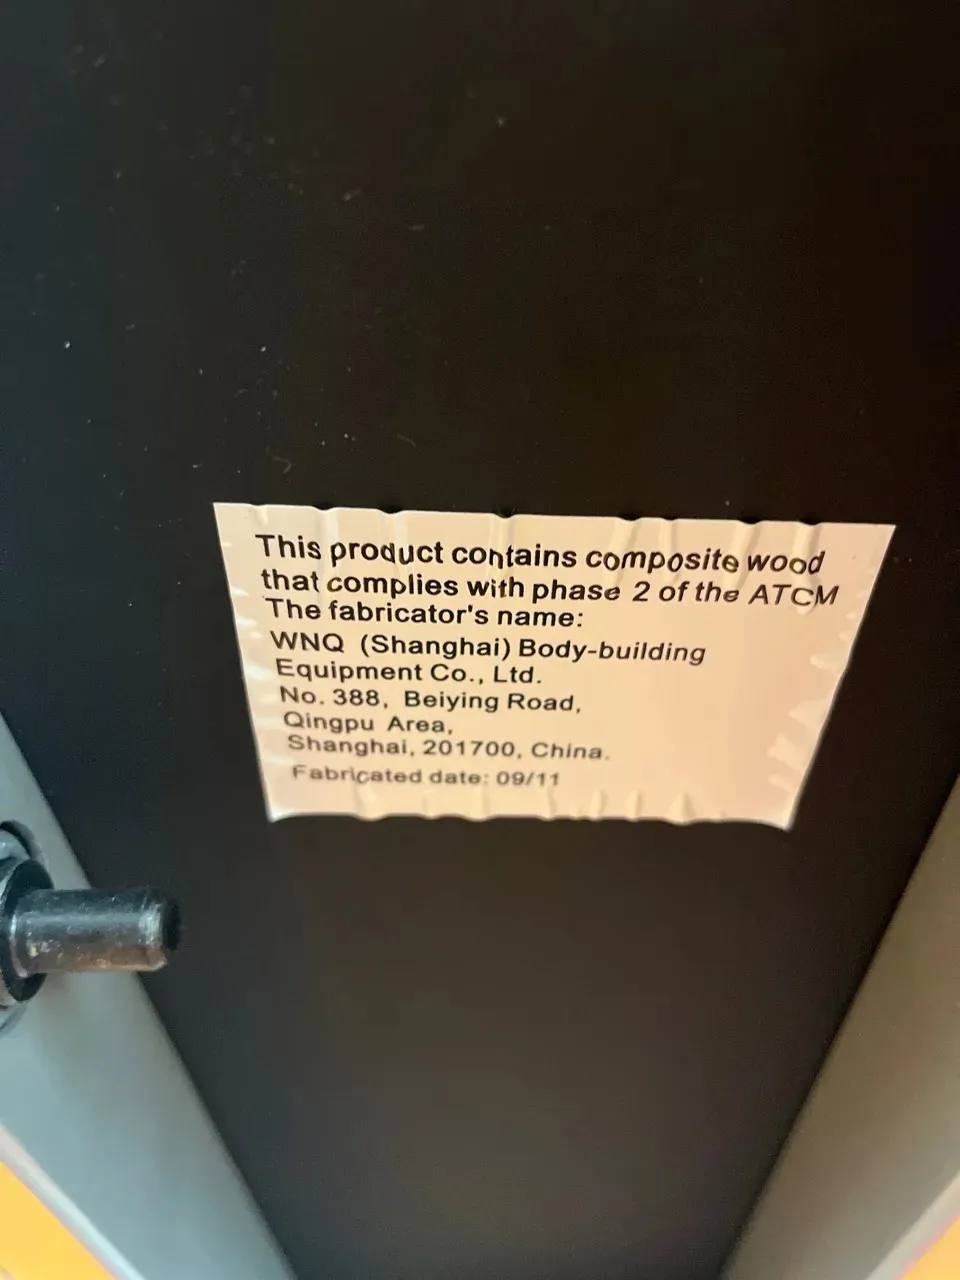 This product contains composite wood
that complies with phase 2 of the ATCM
The fabricator's name:
WNQ (Shanghai) Body-building
Equipment Co., Ltd.
No. 388, Beiying Road,
Qingpu Area,
Shanghai, 201700, China.
Fabricated date: 09/11